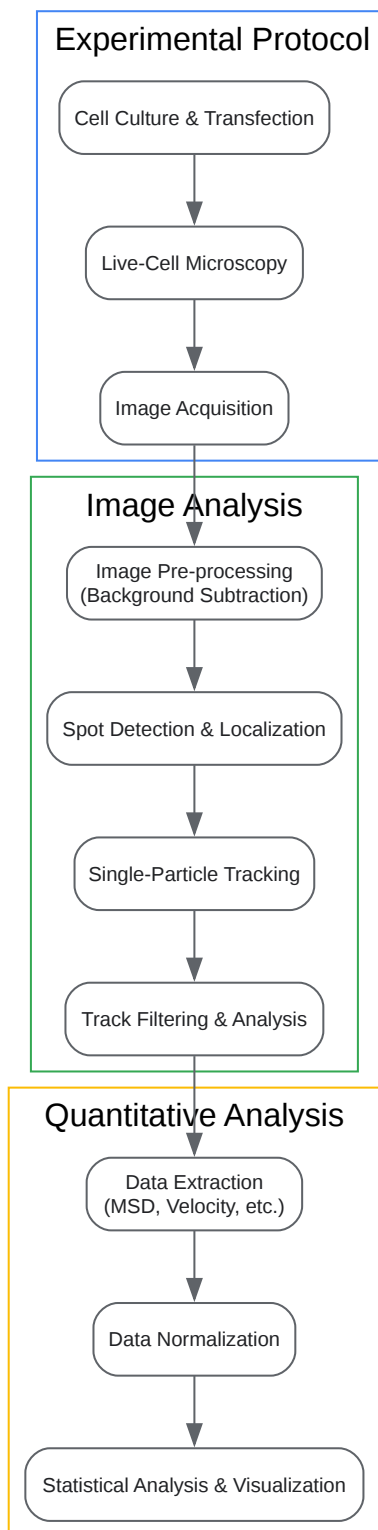 Experimental Protocol
Cell Culture & Transfection
Live-Cell Microscopy
Image Acquisition
Image Analysis
Image Pre-processing
(Background Subtraction)
Spot Detection & Localization
Single-Particle Tracking
Track Filtering & Analysis
Quantitative Analysis
Data Extraction
(MSD, Velocity, etc.)
Data Normalization
Statistical Analysis & Visualization